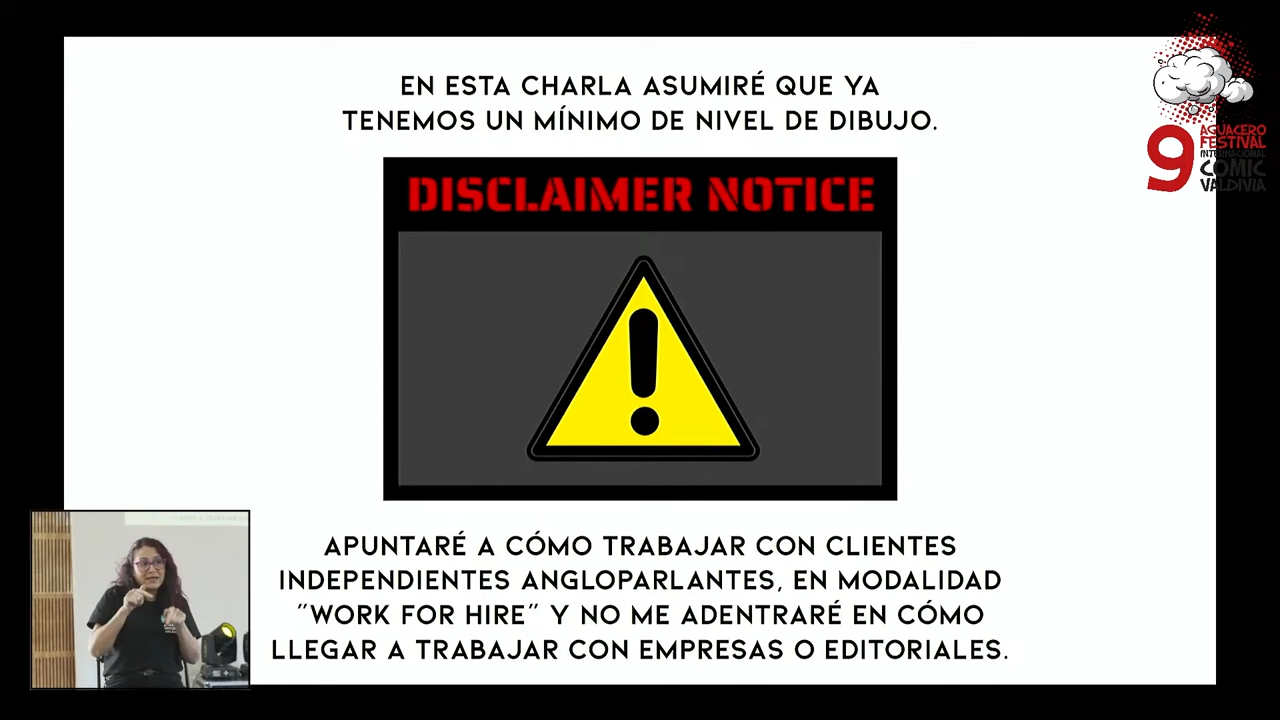 EN ESTA CHARLA ASUMIRÉ QUE YA
TENEMOS UN MÍNIMO DE NIVEL DE DIBUJO.
DISCLAIMER NOTICE
APUNTARÉ A CÓMO TRABAJAR CON CLIENTES
INDEPENDIENTES ANGLOPARLANTES, EN MODALIDAD
"WORK FOR HIRE" Y NO ME ADENTRARÉ EN CÓMO
LLEGAR A TRABAJAR CON EMPRESAS O EDITORIALES.
9
AGUACERO
FESTIVAL
INTERNACIONAL
COMIC
VALDIVIA